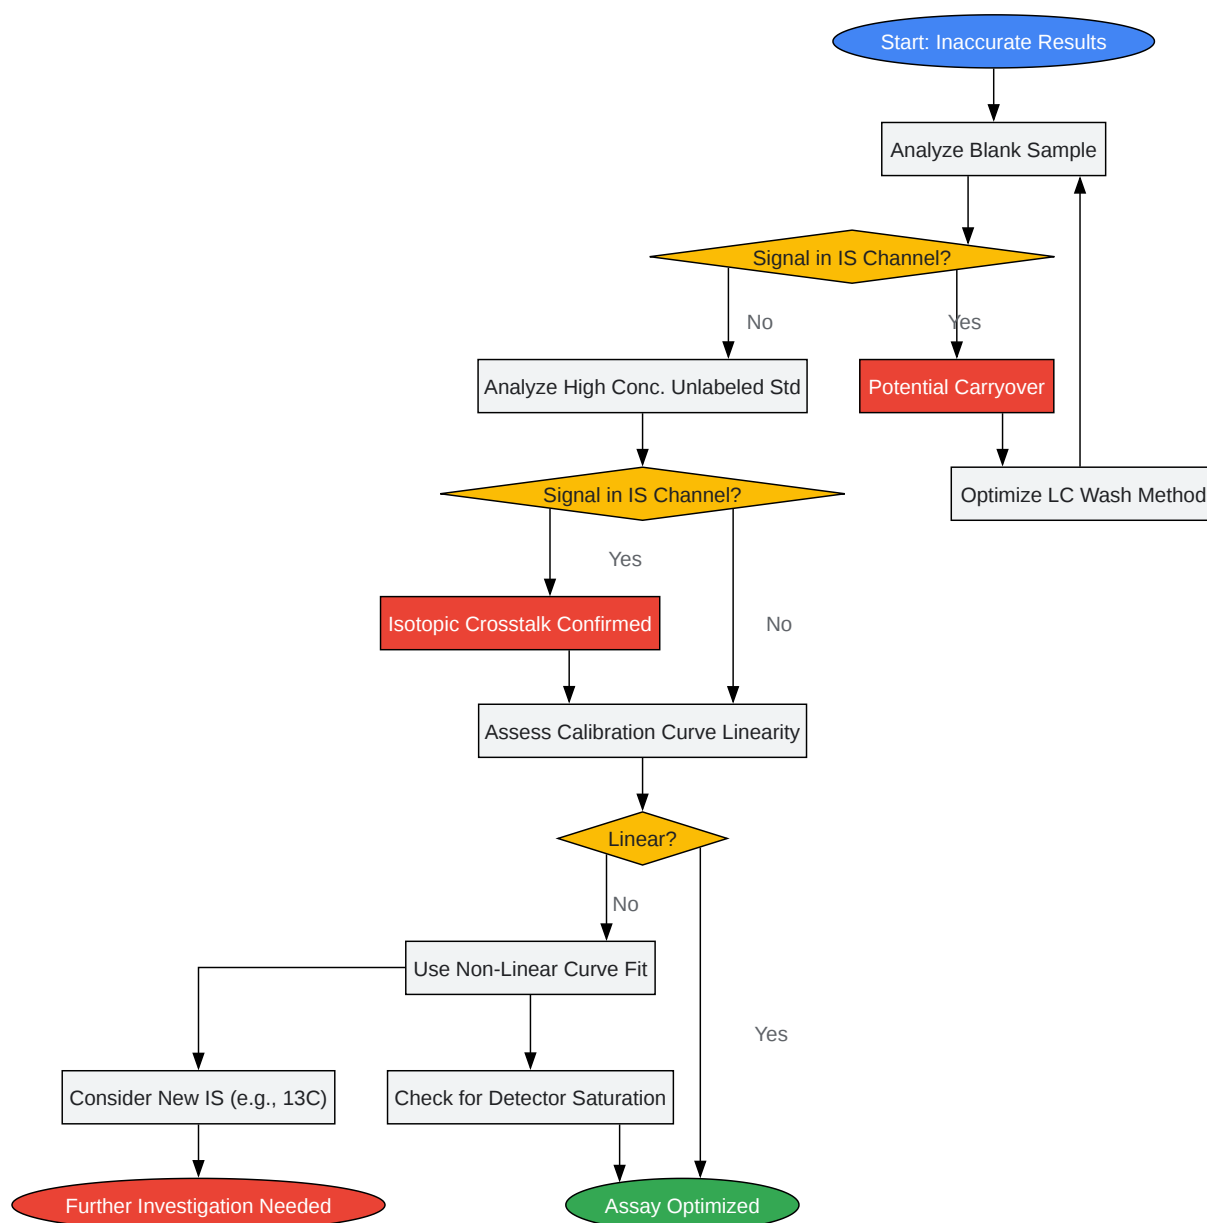 Start: Inaccurate Results
Analyze Blank Sample
Signal in IS Channel?
No
Yes
Analyze High Conc. Unlabeled Std
Potential Carryover
Signal in IS Channel?
Optimize LC Wash Method
Yes
Isotopic Crosstalk Confirmed
No
Assess Calibration Curve Linearity
Linear?
No
Use Non-Linear Curve Fit
Yes
Consider New IS (e.g., 13C)
Check for Detector Saturation
Further Investigation Needed
Assay Optimized